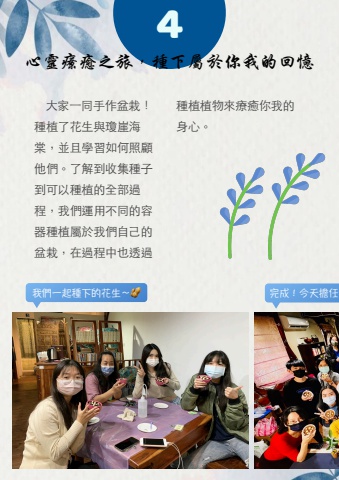 4
心靈療癒之旅，種下屬於你我的回憶
大家一同手作盆栽！
種植了花生與瓊崖海
棠，並且學習如何照顧
他們。了解到收集種子
到可以種植的全部過
程，我們運用不同的容
器種植屬於我們自己的
盆栽，在過程中也透過
種植植物來療癒你我的
身心。
我們一起種下的花生~🥜
完成！今天擔任